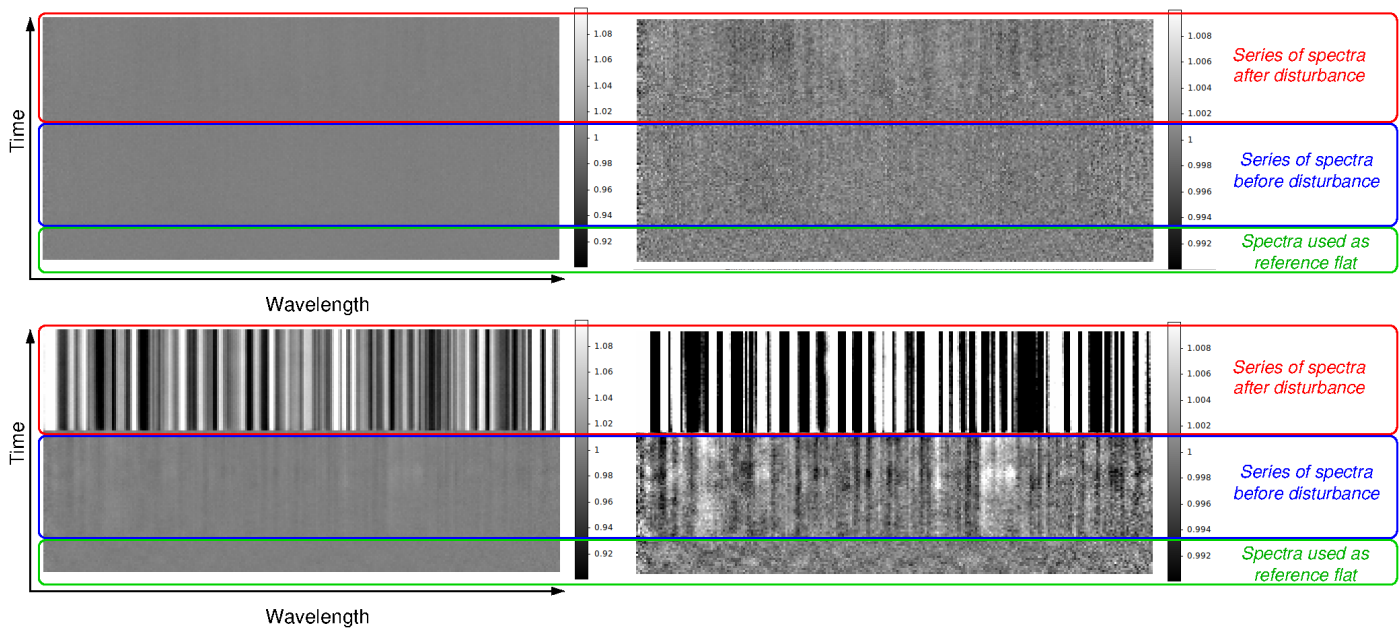 1.08
1.06
1.04
1.02
1
0.98
0.96
0.94
0.92
1.008
1.006
1.004
1.002
1
0.998
0.996
0.994
0.992
Series of spectra
after disturbance
Series of spectra
before disturbance
Spectra used as
reference flat
Time
Wavelength
1.08
1.06
1.04
1.02
1
0.98
0.96
0.94
0.92
1.008
1.006
1.004
1.002
1
0.998
0.996
0.994
0.992
Series of spectra
after disturbance
Series of spectra
before disturbance
Spectra used as
reference flat
Time
Wavelength